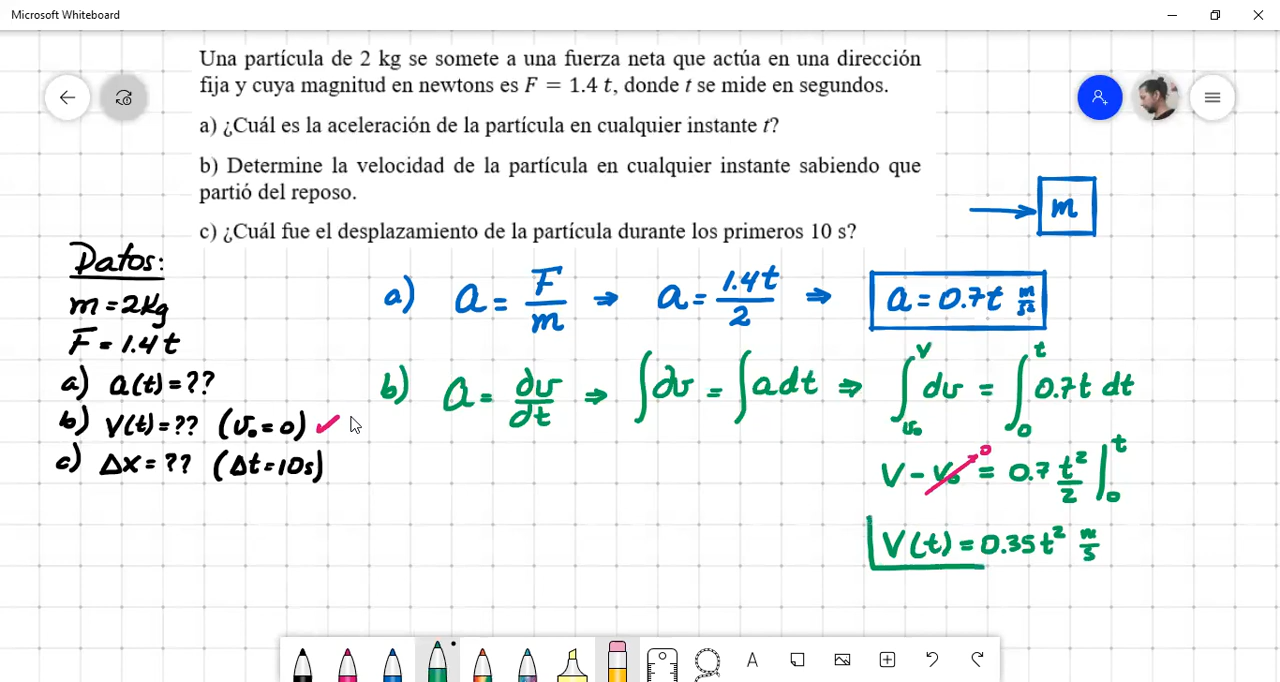 Microsoft Whiteboard
Una partícula de 2 kg se somete a una fuerza neta que actúa en una dirección
fija y cuya magnitud en newtons es F = 1.4 t, donde t se mide en segundos.
a) ¿Cuál es la aceleración de la partícula en cualquier instante t?
b) Determine la velocidad de la partícula en cualquier instante sabiendo que
partió del reposo.
c) ¿Cuál fue el desplazamiento de la partícula durante los primeros 10 s?
m
Datos:
m = 2Kg
F = 1.4 t
a) a(t) = ??
b) V(t) = ?? (v₀ = 0) ✓
c) Δx = ?? (Δt = 10s)
a) a = F/m ⇒ a = 1.4t/2 ⇒ a = 0.7t m/s²
b) a = dv/dt ⇒ ∫dv = ∫a dt ⇒ ∫_{v₀}^{v} dv = ∫_{0}^{t} 0.7t dt
V - v₀ → 0 = 0.7 t²/2 |_{0}^{t}
V(t) = 0.35t² m/s
A